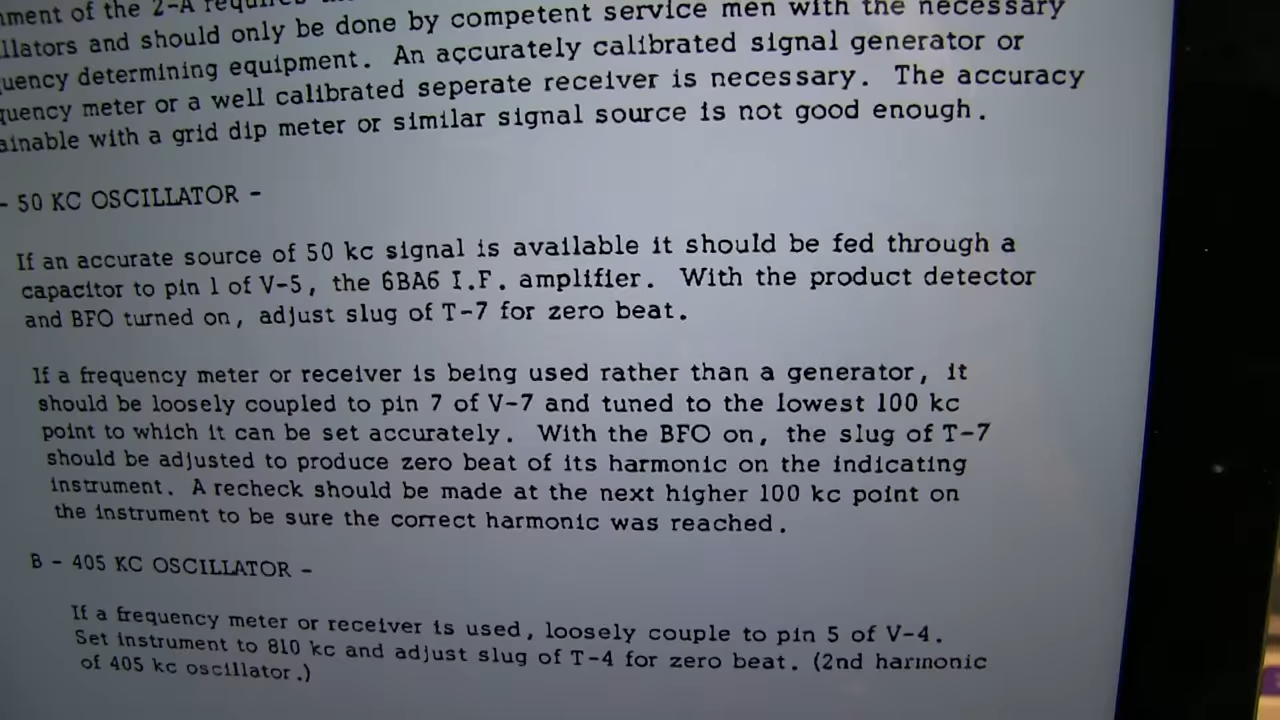 of the 2-A
and should only be done by competent service men with the necessary
determining equipment. An accurately calibrated signal generator or
meter or a well calibrated seperate receiver is necessary. The accuracy
with a grid dip meter or similar signal source is not good enough.
- 50 KC OSCILLATOR -
If an accurate source of 50 kc signal is available it should be fed through a
capacitor to pin 1 of V-5, the 6BA6 I.F. amplifier. With the product detector
and BFO turned on, adjust slug of T-7 for zero beat.
If a frequency meter or receiver is being used rather than a generator, it
should be loosely coupled to pin 7 of V-7 and tuned to the lowest 100 kc
point to which it can be set accurately. With the BFO on, the slug of T-7
should be adjusted to produce zero beat of its harmonic on the indicating
instrument. A recheck should be made at the next higher 100 kc point on
the instrument to be sure the correct harmonic was reached.
B - 405 KC OSCILLATOR -
If a frequency meter or receiver is used, loosely couple to pin 5 of V-4.
Set instrument to 810 kc and adjust slug of T-4 for zero beat. (2nd harmonic
of 405 kc oscillator.)